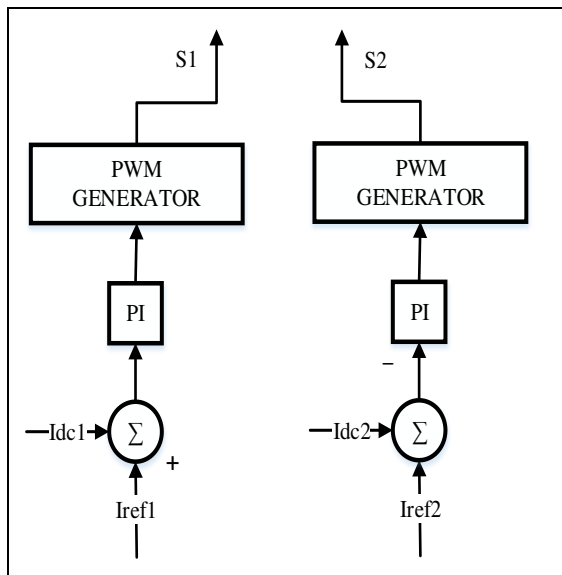 S1
S2
PWM
GENERATOR
PWM
GENERATOR
PI
PI
−
Idc1
Σ
+
Idc2
Σ
Iref1
Iref2